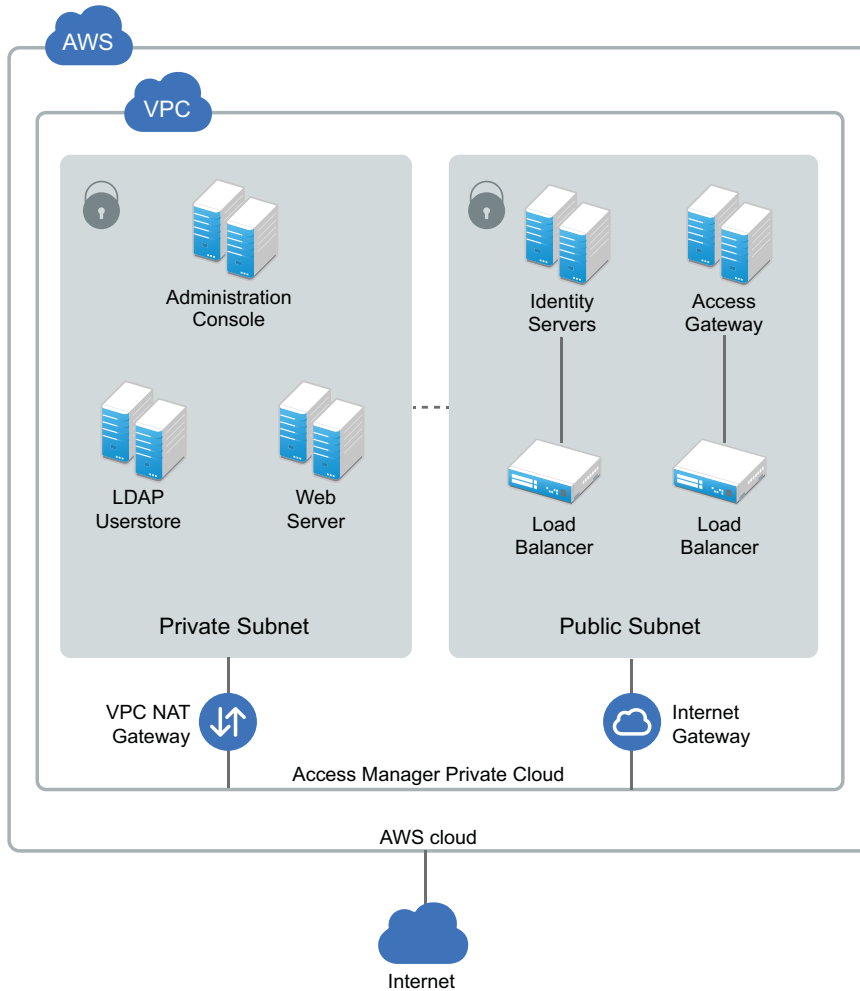 AWS
VPC
Administration
Console
LDAP
Userstore
Web
Server
Private Subnet
Identity
Servers
Access
Gateway
Load
Balancer
Load
Balancer
Public Subnet
VPC NAT
Gateway
Internet
Gateway
Access Manager Private Cloud
AWS cloud
Internet